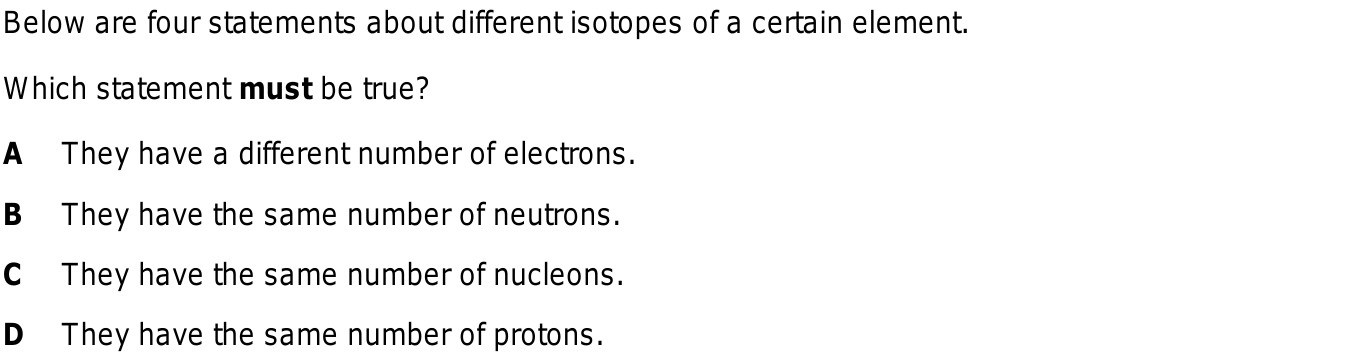 Below are four statements about different isotopes of a certain element.
Which statement must be true?
A They have a different number of electrons.
B They have the same number of neutrons.
C They have the same number of nucleons.
D They have the same number of protons.